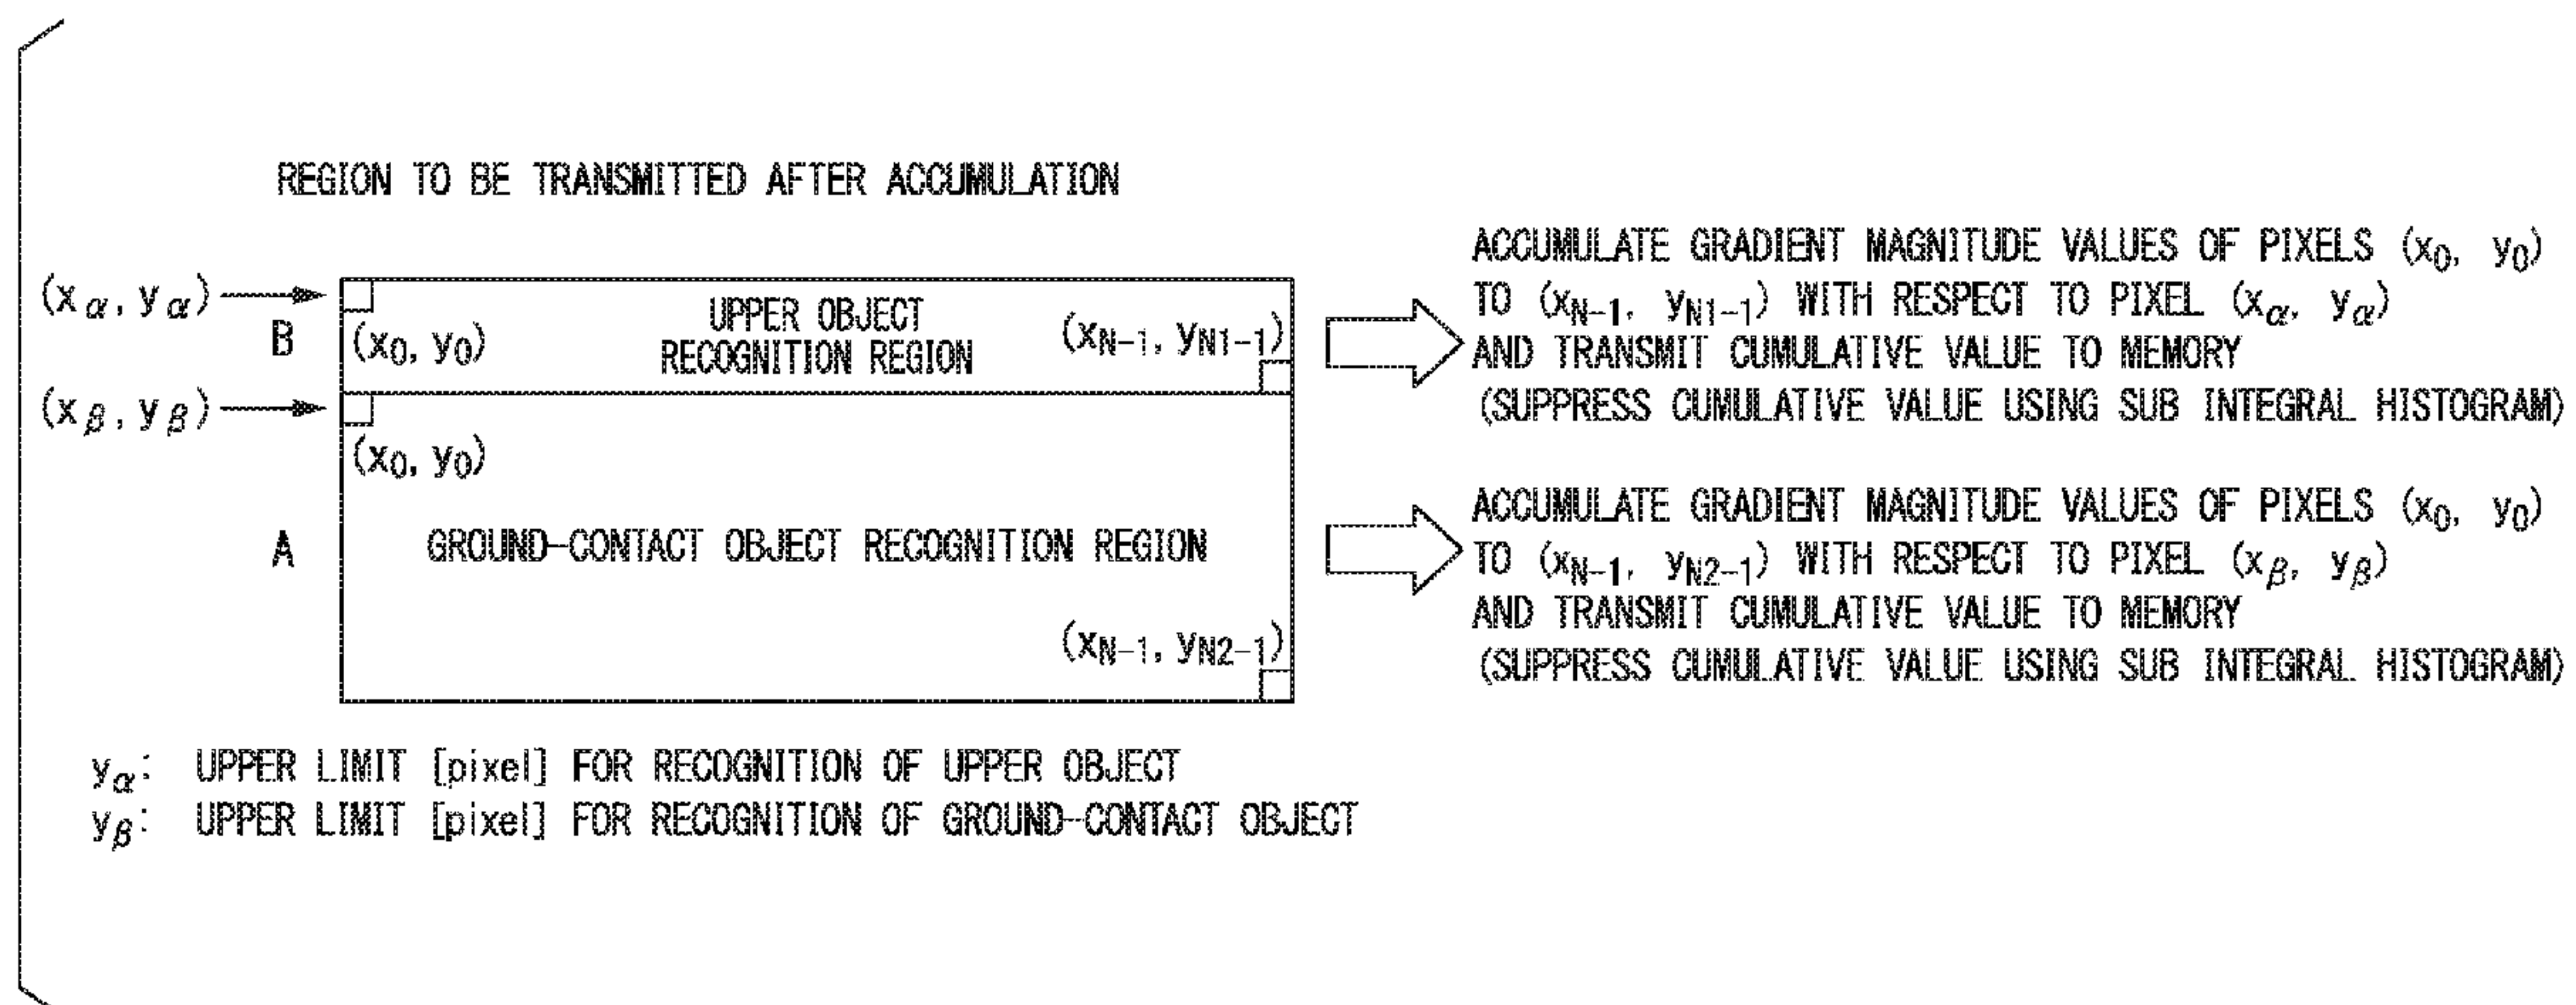 REGION TO BE TRANSMITTED AFTER ACCUMULATION
(xα, yα)
B
(x0, y0)
UPPER OBJECT
RECOGNITION REGION
(xN-1, yN1-1)
ACCUMULATE GRADIENT MAGNITUDE VALUES OF PIXELS (x0, y0)
TO (xN-1, yN1-1) WITH RESPECT TO PIXEL (xα, yα)
AND TRANSMIT CUMULATIVE VALUE TO MEMORY
(SUPPRESS CUMULATIVE VALUE USING SUB INTEGRAL HISTOGRAM)
(xβ, yβ)
(x0, y0)
A
GROUND-CONTACT OBJECT RECOGNITION REGION
(xN-1, yN2-1)
ACCUMULATE GRADIENT MAGNITUDE VALUES OF PIXELS (x0, y0)
TO (xN-1, yN2-1) WITH RESPECT TO PIXEL (xβ, yβ)
AND TRANSMIT CUMULATIVE VALUE TO MEMORY
(SUPPRESS CUMULATIVE VALUE USING SUB INTEGRAL HISTOGRAM)
yα: UPPER LIMIT [pixel] FOR RECOGNITION OF UPPER OBJECT
yβ: UPPER LIMIT [pixel] FOR RECOGNITION OF GROUND-CONTACT OBJECT